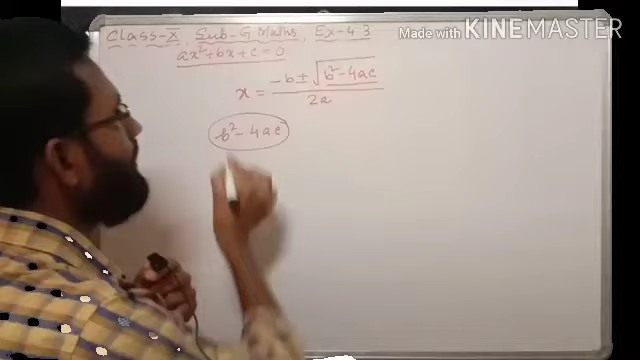 Made with KINEMASTER
Class-X, Sub-G Maths, Ex-4.3
ax²+bx+c=0
x = -b ± √b²-4ac / 2a
b²-4ac